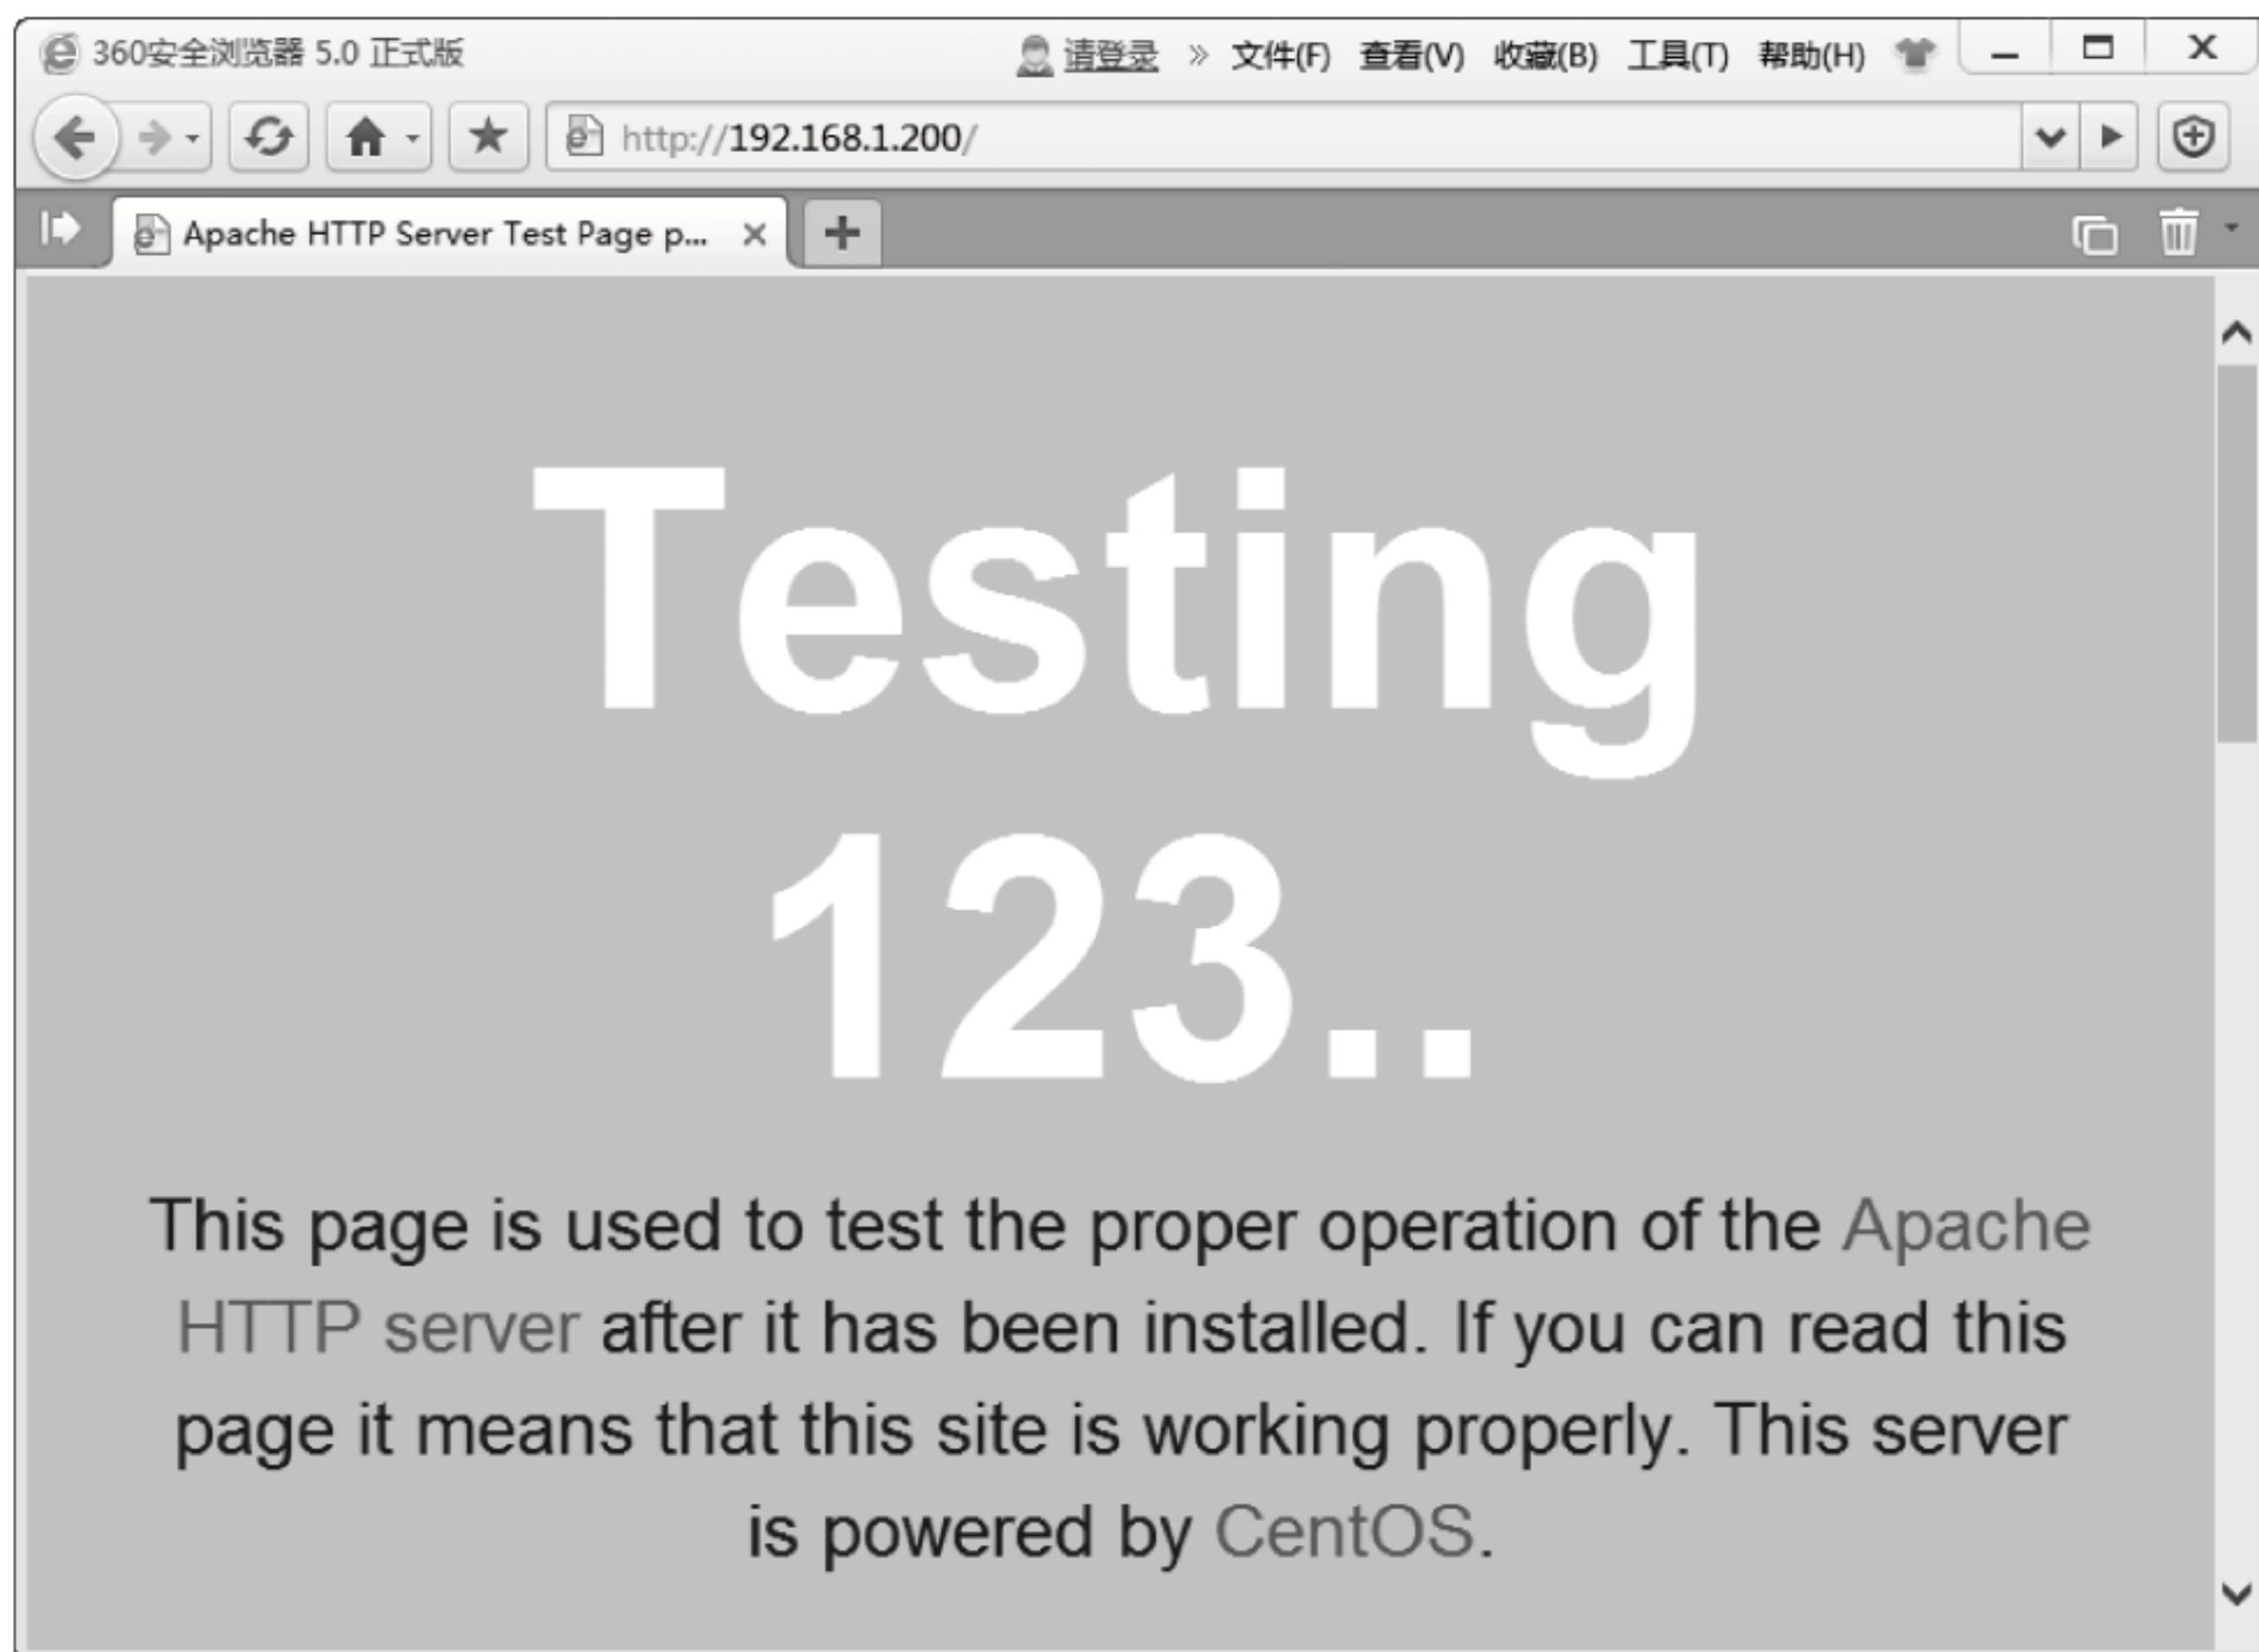 360安全浏览器 5.0 正式版
请登录 » 文件(F) 查看(V) 收藏(B) 工具(T) 帮助(H)
http://192.168.1.200/
Apache HTTP Server Test Page p...
Testing
123..
This page is used to test the proper operation of the Apache
HTTP server after it has been installed. If you can read this
page it means that this site is working properly. This server
is powered by CentOS.